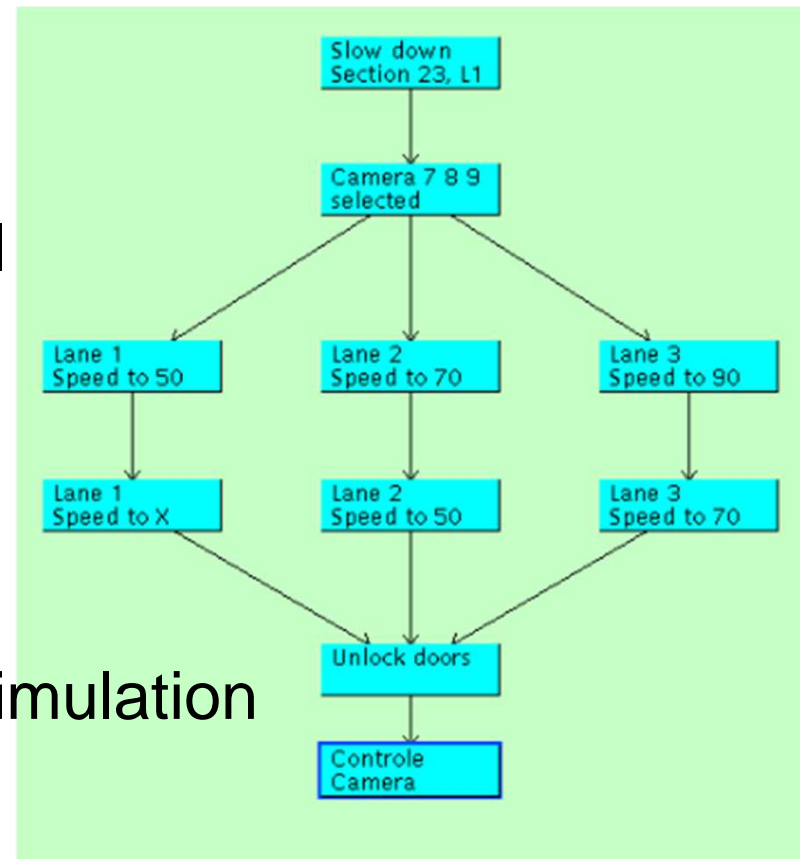 Slow down
Section 23, L1
Camera 7 8 9
selected
Lane 1
Speed to 50
Lane 2
Speed to 70
Lane 3
Speed to 90
Lane 1
Speed to X
Lane 2
Speed to 50
Lane 3
Speed to 70
Unlock doors
imulation
Controle
Camera